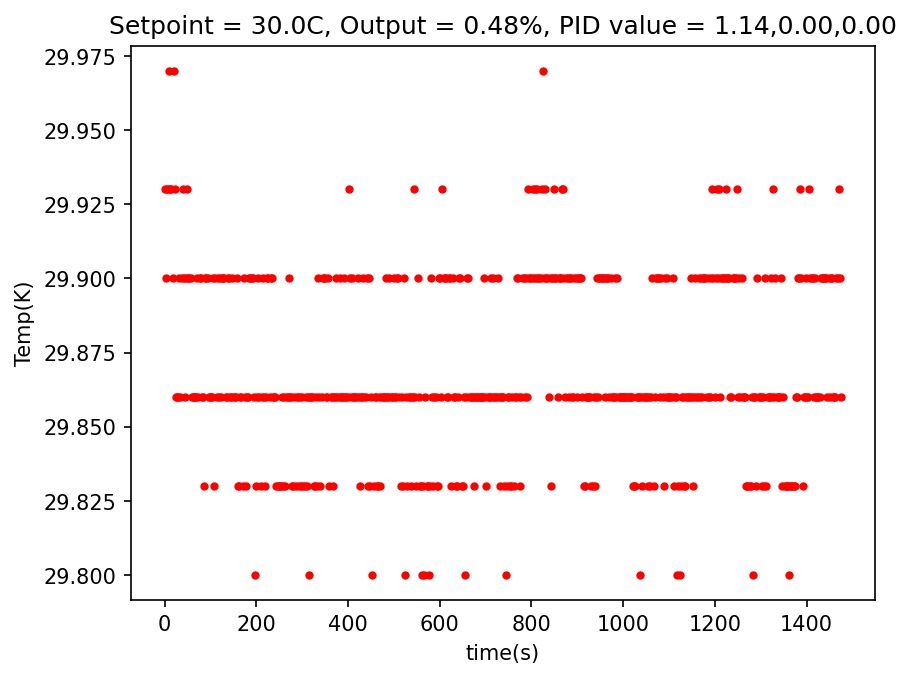 Setpoint = 30.0C, Output = 0.48%, PID value = 1.14,0.00,0.00
29.975
29.950
29.925
29.900
29.875
29.850
29.825
29.800
Temp(K)
0 200 400 600 800 1000 1200 1400
time(s)